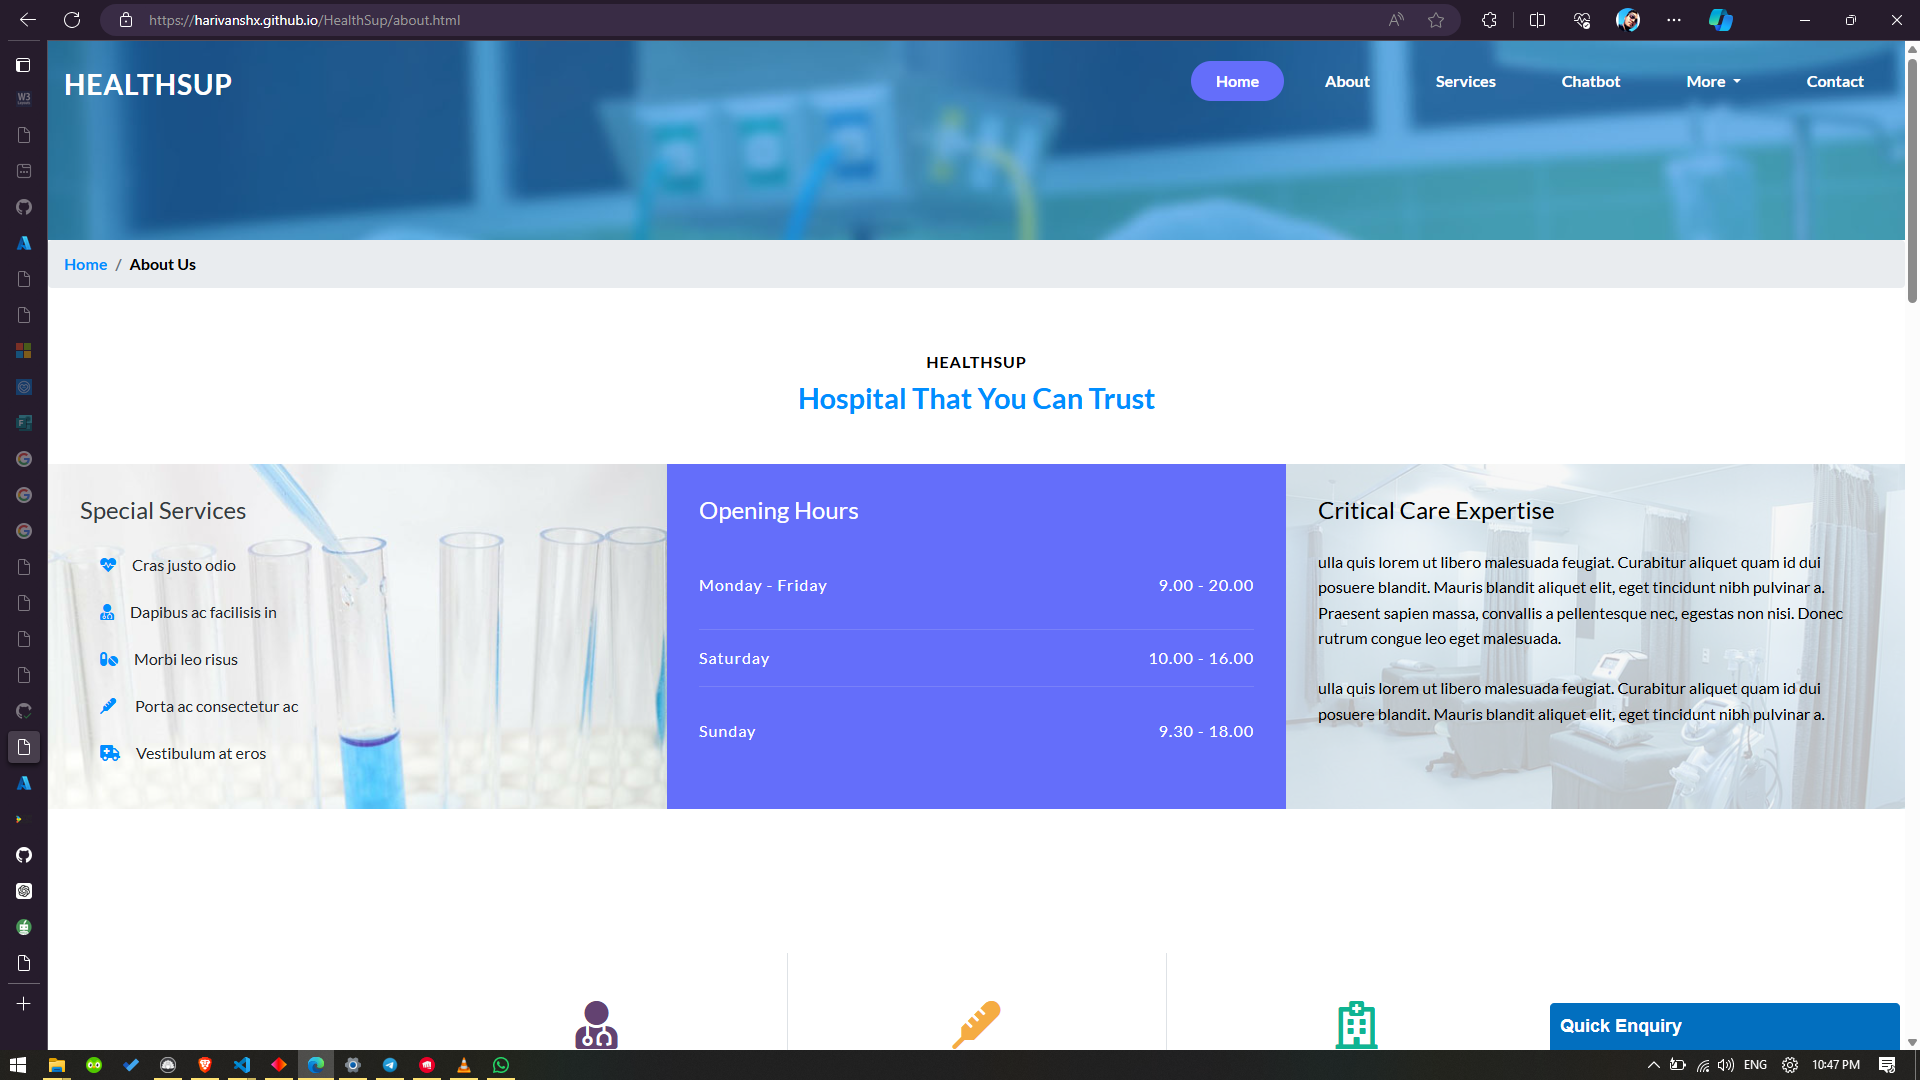 https://harivanshx.github.io/HealthSup/about.html
HEALTHSUP
Home
About
Services
Chatbot
More
Contact
Home / About Us
HEALTHSUP
Hospital That You Can Trust
Special Services
Cras justo odio
Dapibus ac facilisis in
Morbi leo risus
Porta ac consectetur ac
Vestibulum at eros
Opening Hours
Monday - Friday 9.00 - 20.00
Saturday 10.00 - 16.00
Sunday 9.30 - 18.00
Critical Care Expertise
ulla quis lorem ut libero malesuada feugiat. Curabitur aliquet quam id dui
posuere blandit. Mauris blandit aliquet elit, eget tincidunt nibh pulvinar a.
Praesent sapien massa, convallis a pellentesque nec, egestas non nisi. Donec
rutrum congue leo eget malesuada.
ulla quis lorem ut libero malesuada feugiat. Curabitur aliquet quam id dui
posuere blandit. Mauris blandit aliquet elit, eget tincidunt nibh pulvinar a.
Quick Enquiry
W3
ENG
10:47 PM